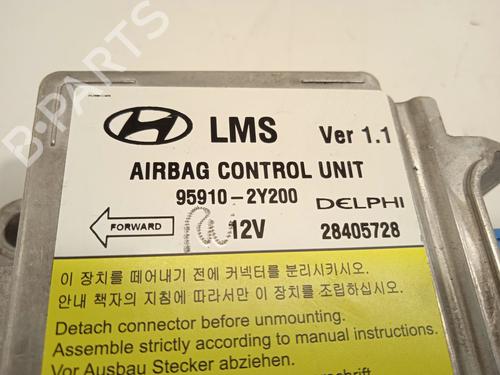 B-PARTS
LMS Ver 1.1
AIRBAG CONTROL UNIT
95910-2Y200 DELPHI
FORWARD 12V 28405728
이 장치를 떼어내기 전에 커넥터를 분리시키시오.
안내 책자의 지침에 따라서만 이 장치를 조립하십시오.
Detach connector before unmounting.
Assemble strictly according to manual instructions.
Vor Ausbau Stecker abziehen.